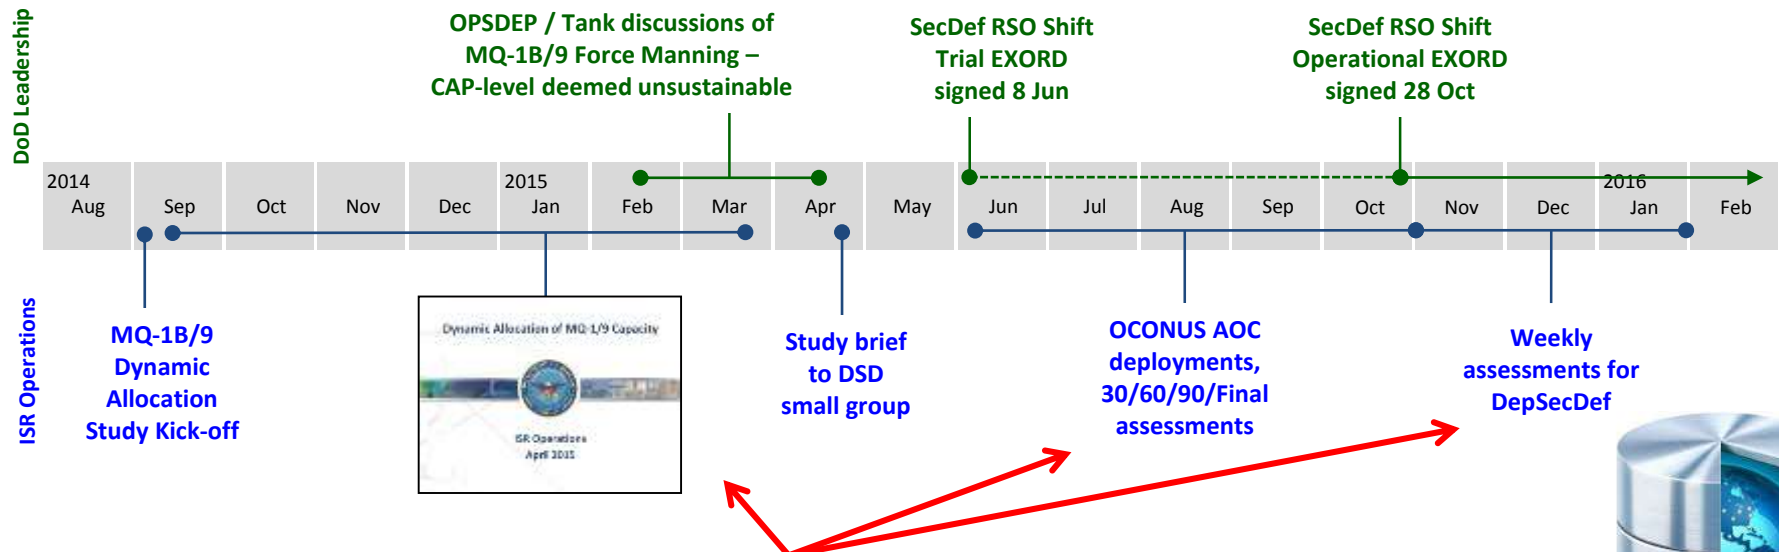 DoD Leadership
OPSDEP / Tank discussions of
MQ-1B/9 Force Manning –
CAP-level deemed unsustainable
SecDef RSO Shift
Trial EXORD
signed 8 Jun
SecDef RSO Shift
Operational EXORD
signed 28 Oct
2014
2015
2016
Aug
Sep
Oct
Nov
Dec
Jan
Feb
Mar
Apr
May
Jun
Jul
Aug
Sep
Oct
Nov
Dec
Jan
Feb
ISR Operations
MQ-1B/9
Dynamic
Allocation
Study Kick-off
Dynamic Allocation of MQ-1/9 Capacity
ISR Operations
April 2015
Study brief
to DSD
small group
OCONUS AOC
deployments,
30/60/90/Final
assessments
Weekly
assessments for
DepSecDef